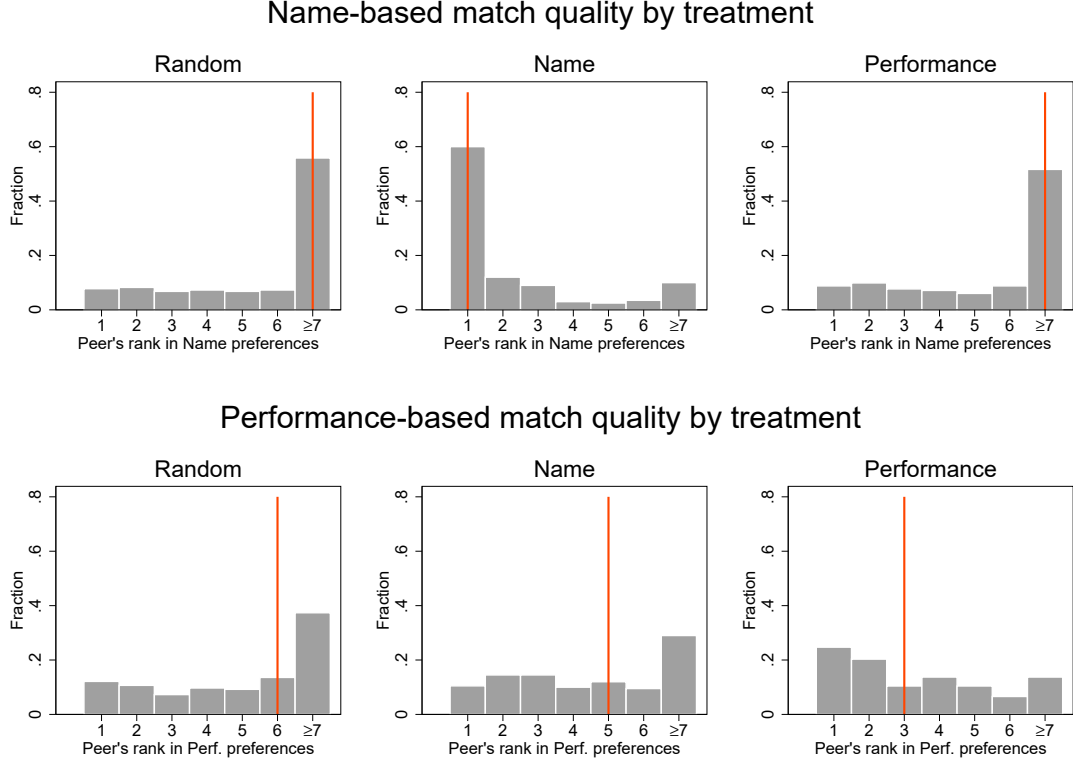 Name-based match quality by treatment
Random
Name
Performance
Fraction
.8
.6
.4
.2
0
1 2 3 4 5 6 ≥7
Peer's rank in Name preferences
Fraction
.8
.6
.4
.2
0
1 2 3 4 5 6 ≥7
Peer's rank in Name preferences
Fraction
.8
.6
.4
.2
0
1 2 3 4 5 6 ≥7
Peer's rank in Name preferences
Performance-based match quality by treatment
Random
Name
Performance
Fraction
.8
.6
.4
.2
0
1 2 3 4 5 6 ≥7
Peer's rank in Perf. preferences
Fraction
.8
.6
.4
.2
0
1 2 3 4 5 6 ≥7
Peer's rank in Perf. preferences
Fraction
.8
.6
.4
.2
0
1 2 3 4 5 6 ≥7
Peer's rank in Perf. preferences